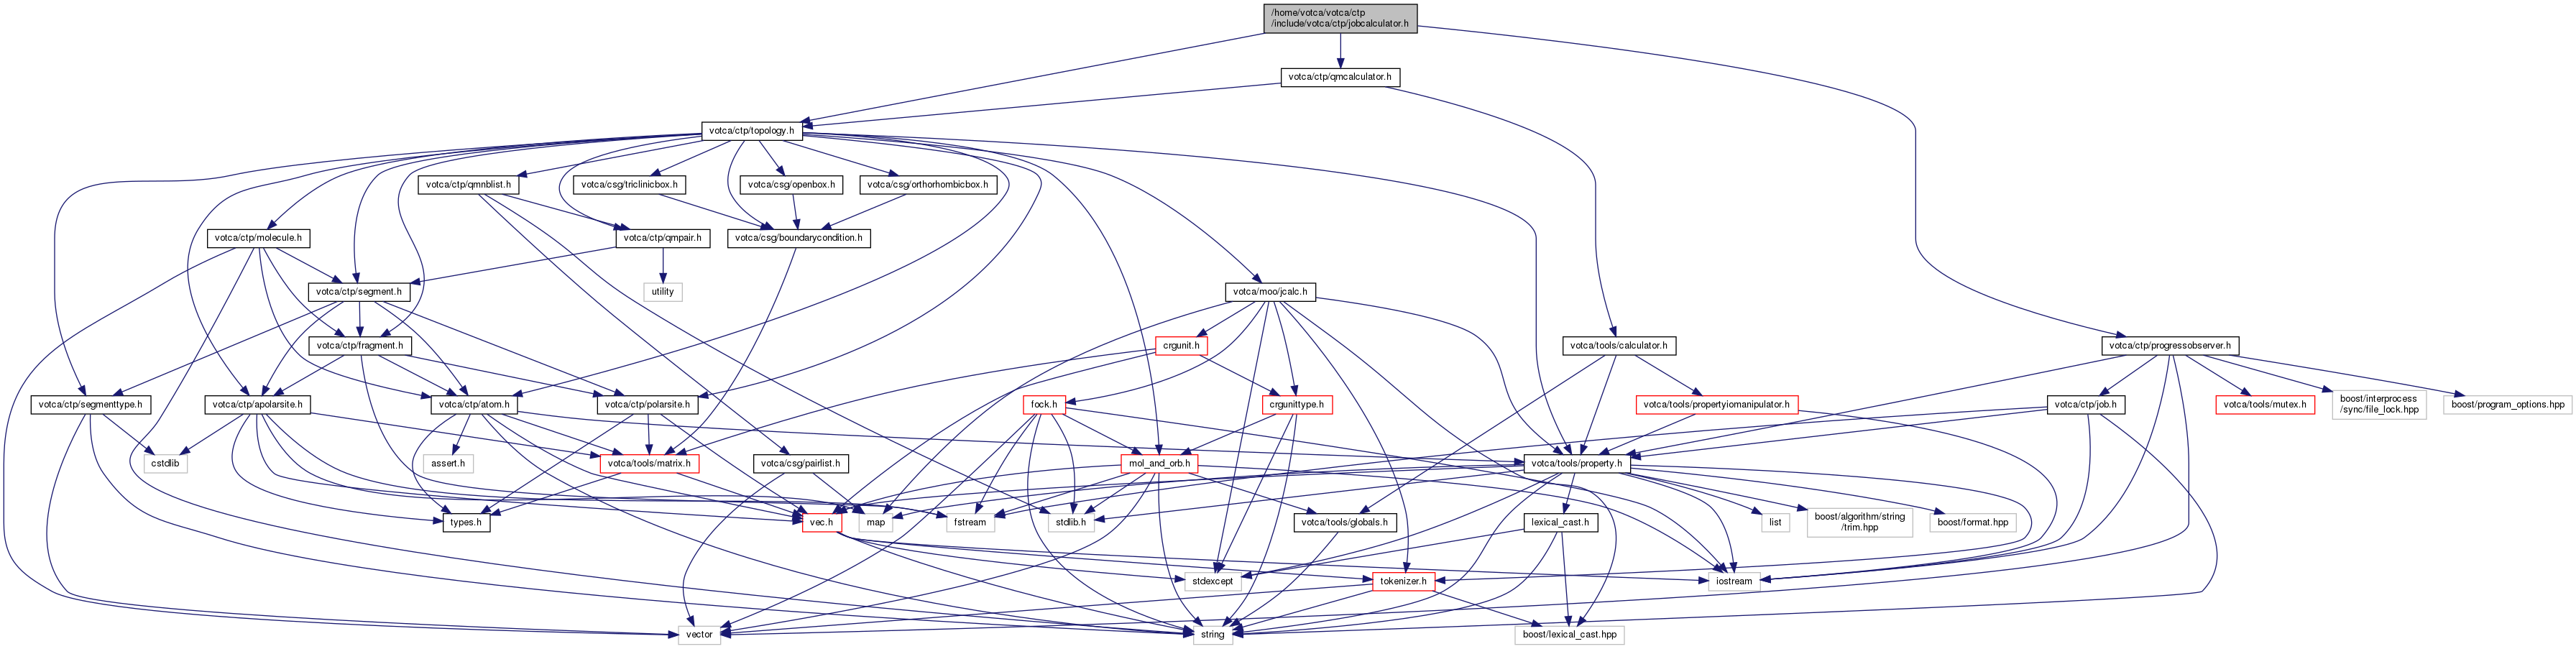 /home/votca/votca/ctp
/include/votca/ctp/jobcalculator.h
votca/ctp/qmcalculator.h
votca/ctp/topology.h
votca/ctp/qmnblist.h
votca/csg/triclinicbox.h
votca/csg/openbox.h
votca/csg/orthorhombicbox.h
votca/ctp/molecule.h
votca/ctp/qmpair.h
votca/csg/boundarycondition.h
votca/ctp/segment.h
utility
votca/moo/jcalc.h
votca/ctp/fragment.h
crgunit.h
votca/tools/calculator.h
votca/ctp/progressobserver.h
votca/ctp/segmenttype.h
votca/ctp/apolarsite.h
votca/ctp/atom.h
votca/ctp/polarsite.h
fock.h
crgunittype.h
votca/tools/propertyiomanipulator.h
votca/ctp/job.h
votca/tools/mutex.h
boost/interprocess
/sync/file_lock.hpp
boost/program_options.hpp
cstdlib
assert.h
votca/tools/matrix.h
votca/csg/pairlist.h
mol_and_orb.h
votca/tools/property.h
types.h
vec.h
map
fstream
stdlib.h
votca/tools/globals.h
lexical_cast.h
list
boost/algorithm/string
/trim.hpp
boost/format.hpp
stdexcept
tokenizer.h
iostream
vector
string
boost/lexical_cast.hpp